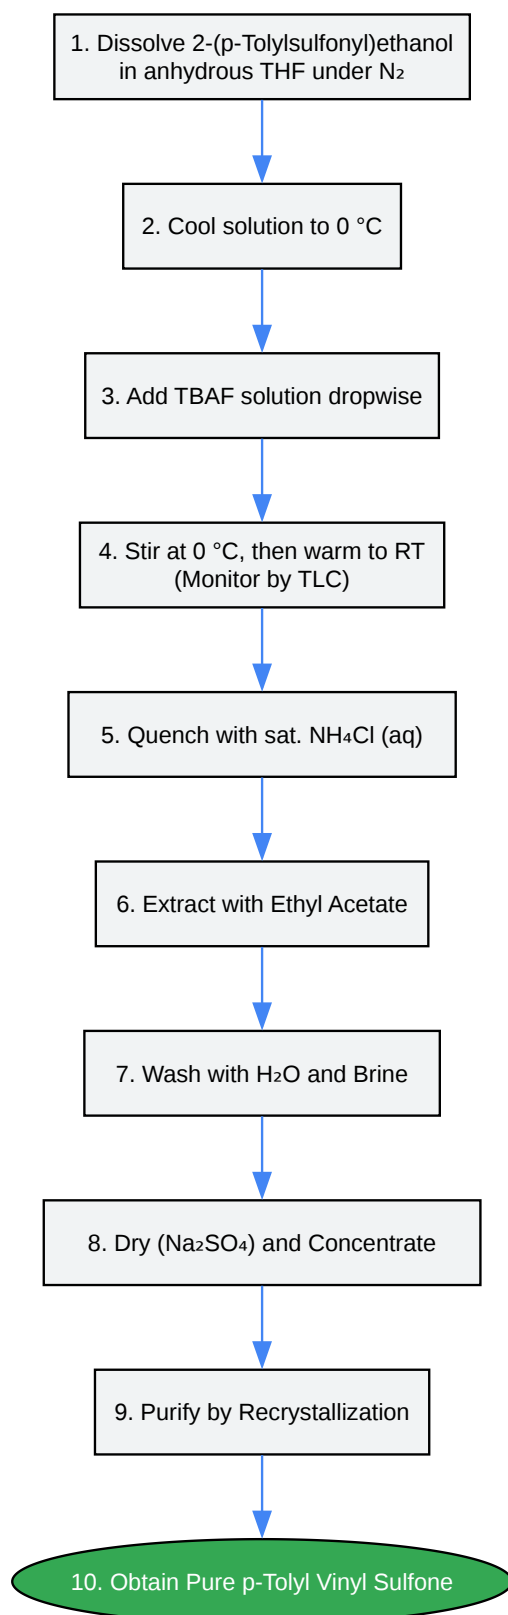 1. Dissolve 2-(p-Tolylsulfonyl)ethanol
in anhydrous THF under N₂
2. Cool solution to 0 °C
3. Add TBAF solution dropwise
4. Stir at 0 °C, then warm to RT
(Monitor by TLC)
5. Quench with sat. NH₄Cl (aq)
6. Extract with Ethyl Acetate
7. Wash with H₂O and Brine
8. Dry (Na₂SO₄) and Concentrate
9. Purify by Recrystallization
10. Obtain Pure p-Tolyl Vinyl Sulfone